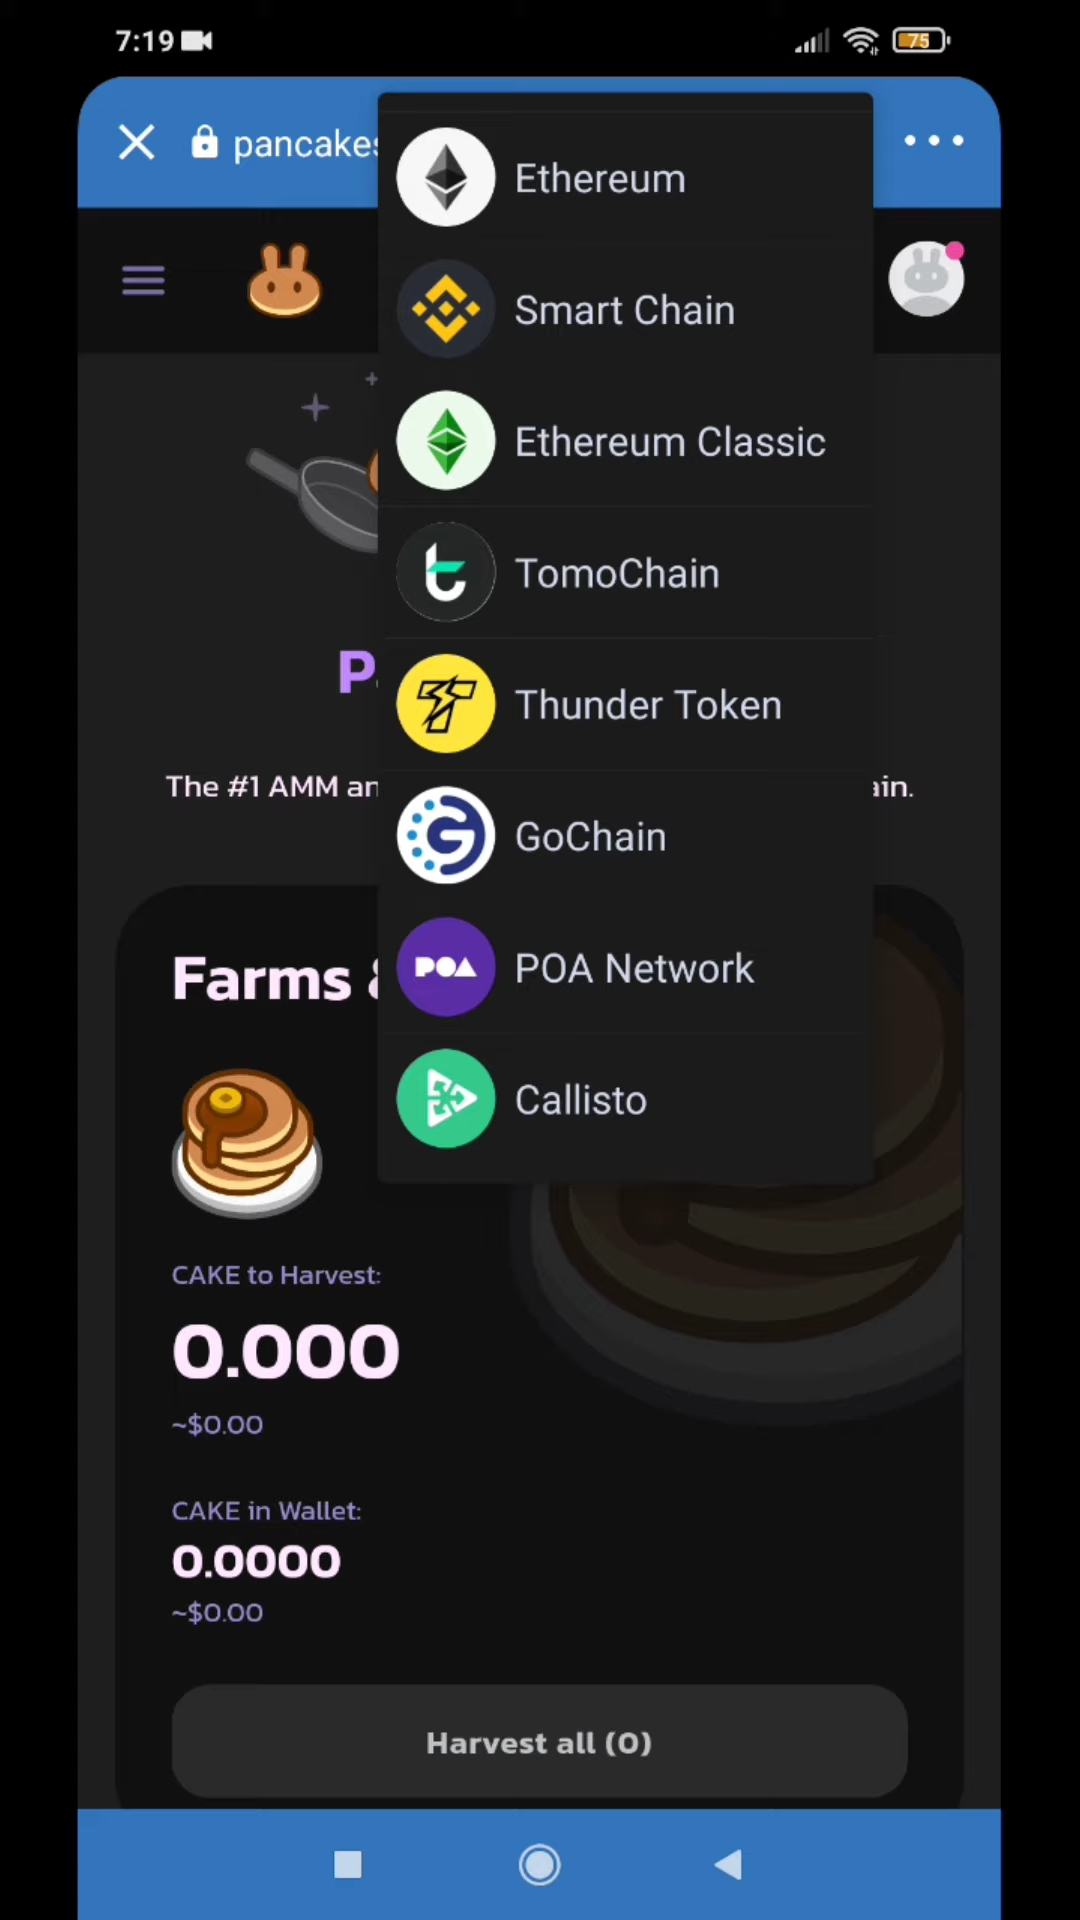 7:19
75
pancakes
Ethereum
Smart Chain
Ethereum Classic
TomoChain
P
Thunder Token
The #1 AMM an
ain.
GoChain
Farms &
POA
POA Network
Callisto
CAKE to Harvest:
0.000
~$0.00
CAKE in Wallet:
0.0000
~$0.00
Harvest all (0)